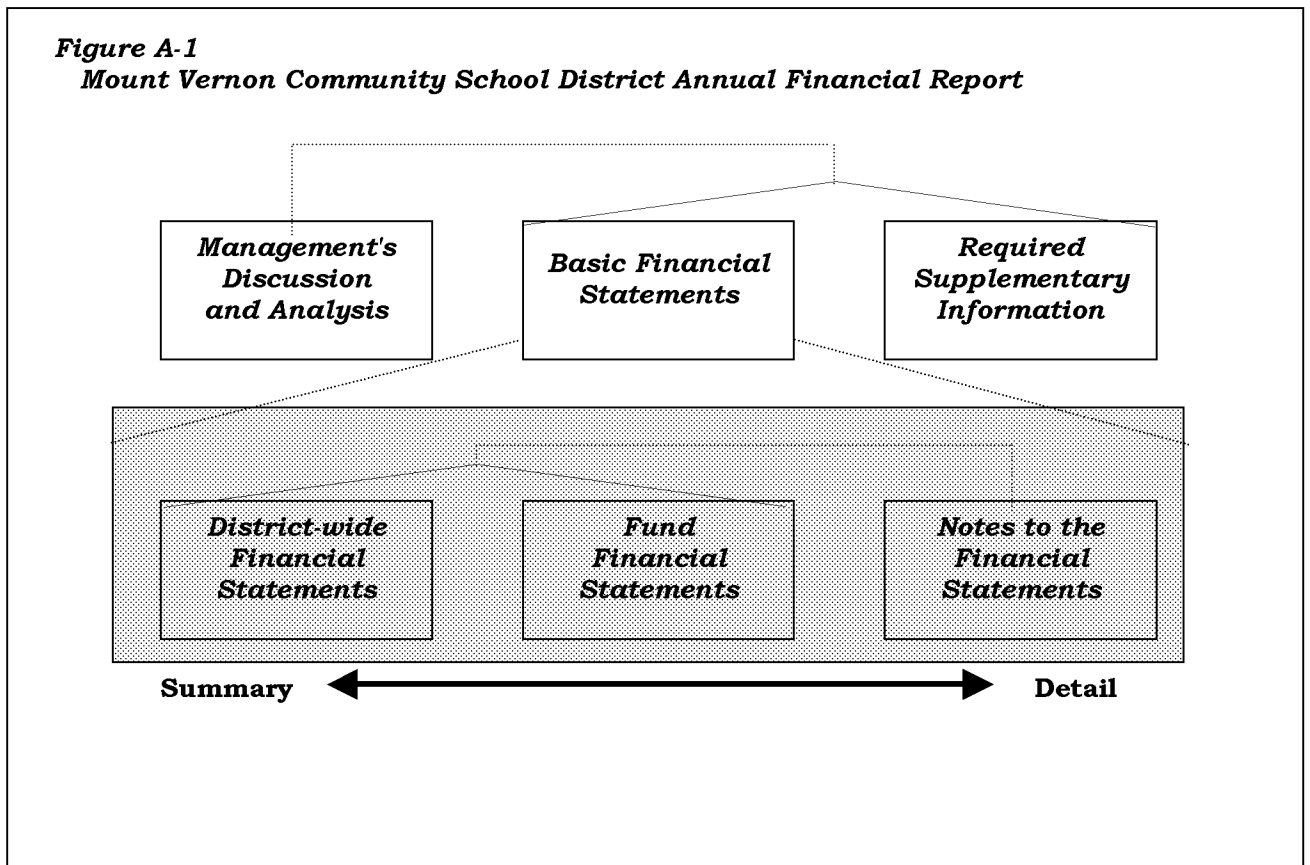 Figure A-1
Mount Vernon Community School District Annual Financial Report
Management's
Discussion
and Analysis
Basic Financial
Statements
Required
Supplementary
Information
District-wide
Financial
Statements
Fund
Financial
Statements
Notes to the
Financial
Statements
Summary
Detail